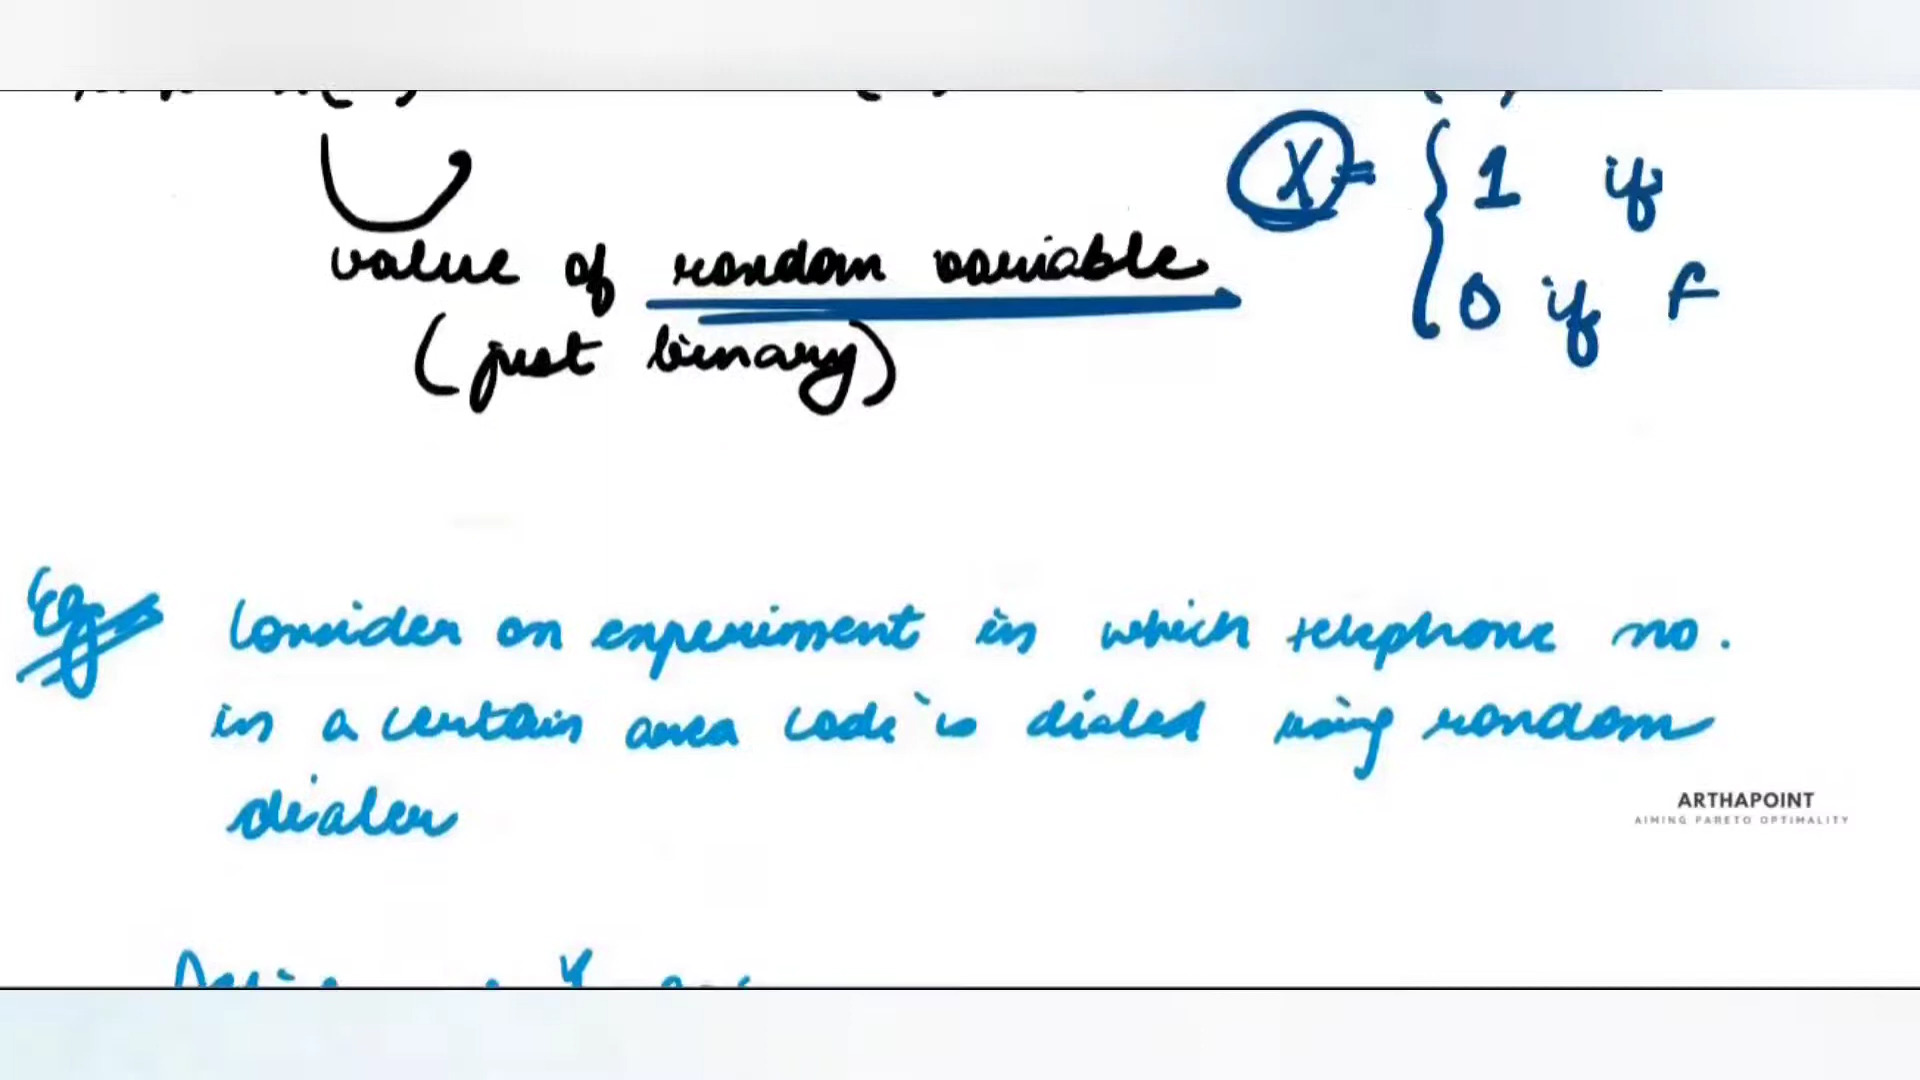 X = { 1 if
value of random variable
0 if F
(just binary)
Eg Consider an experiment in which telephone no.
in a certain area code is dialed using random
dialer
ARTHAPOINT
AIMING PARETO OPTIMALITY